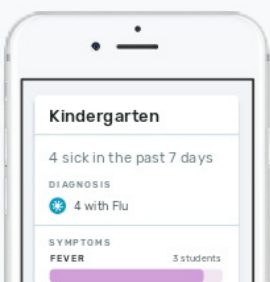 Kindergarten
4 sick in the past 7 days
DIAGNOSIS
4 with Flu
SYMPTOMS
FEVER 3 students